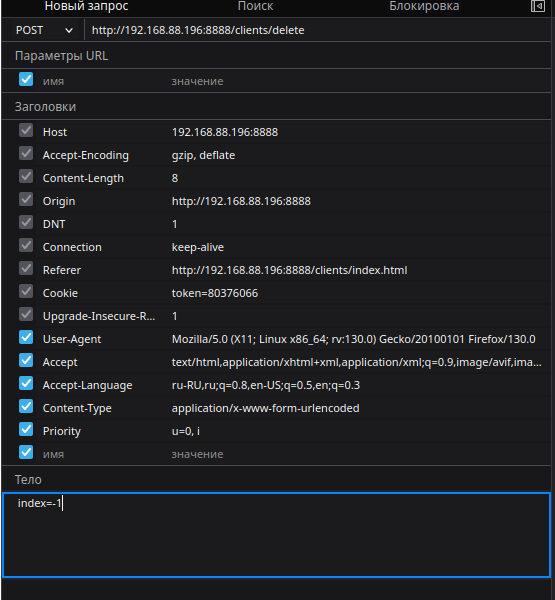 Новый запрос Поиск Блокировка
POST http://192.168.88.196:8888/clients/delete
Параметры URL
имя значение
Заголовки
Host 192.168.88.196:8888
Accept-Encoding gzip, deflate
Content-Length 8
Origin http://192.168.88.196:8888
DNT 1
Connection keep-alive
Referer http://192.168.88.196:8888/clients/index.html
Cookie token=80376066
Upgrade-Insecure-R... 1
User-Agent Mozilla/5.0 (X11; Linux x86_64; rv:130.0) Gecko/20100101 Firefox/130.0
Accept text/html,application/xhtml+xml,application/xml;q=0.9,image/avif,ima...
Accept-Language ru-RU,ru;q=0.8,en-US;q=0.5,en;q=0.3
Content-Type application/x-www-form-urlencoded
Priority u=0, i
имя значение
Тело
index=-1